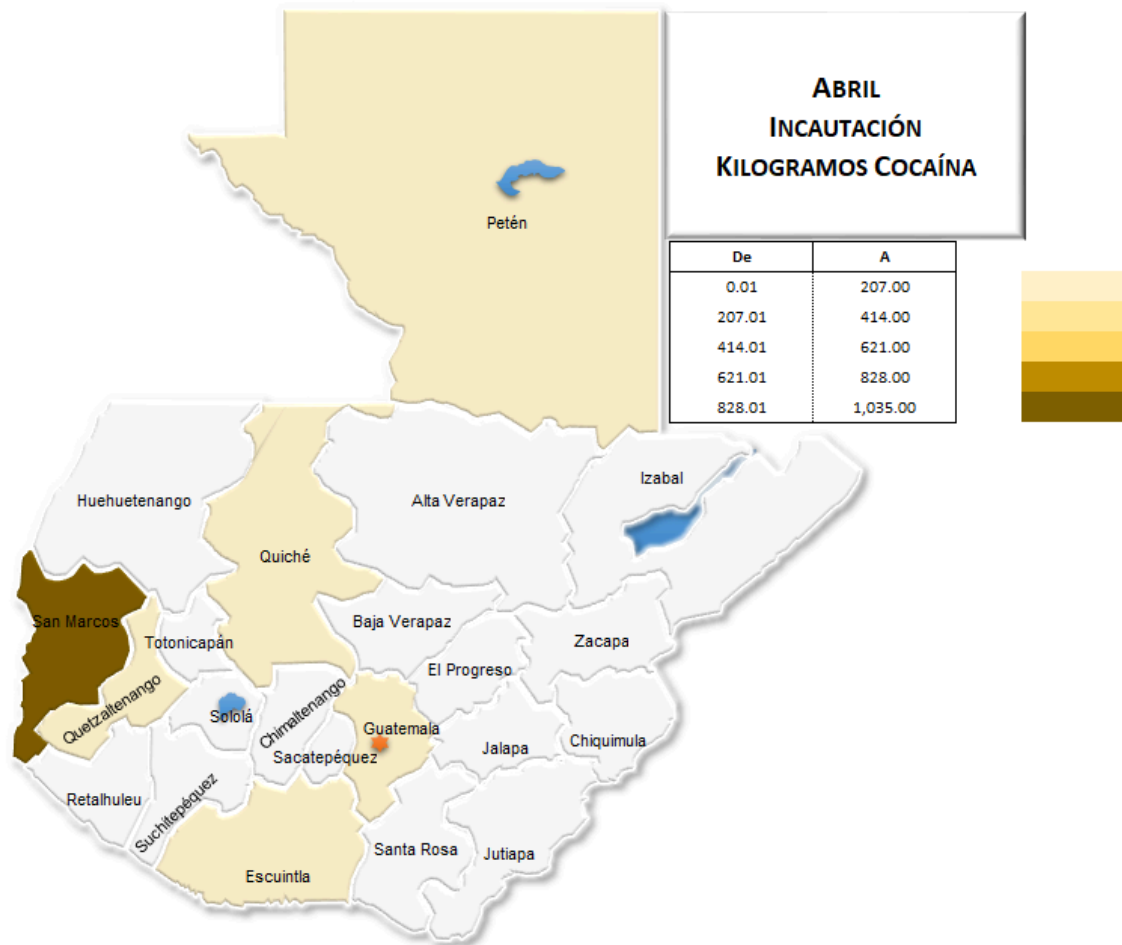 ABRIL
INCAUTACIÓN
KILOGRAMOS COCAÍNA
De A
0.01 207.00
207.01 414.00
414.01 621.00
621.01 828.00
828.01 1,035.00
Petén
Huehuetenango
Alta Verapaz
Izabal
Quiché
San Marcos
Totonicapán
Baja Verapaz
Zacapa
El Progreso
Quetzaltenango
Sololá
Chimaltenango
Guatemala
Sacatepéquez
Jalapa
Chiquimula
Retalhuleu
Suchitepéquez
Santa Rosa
Jutiapa
Escuintla